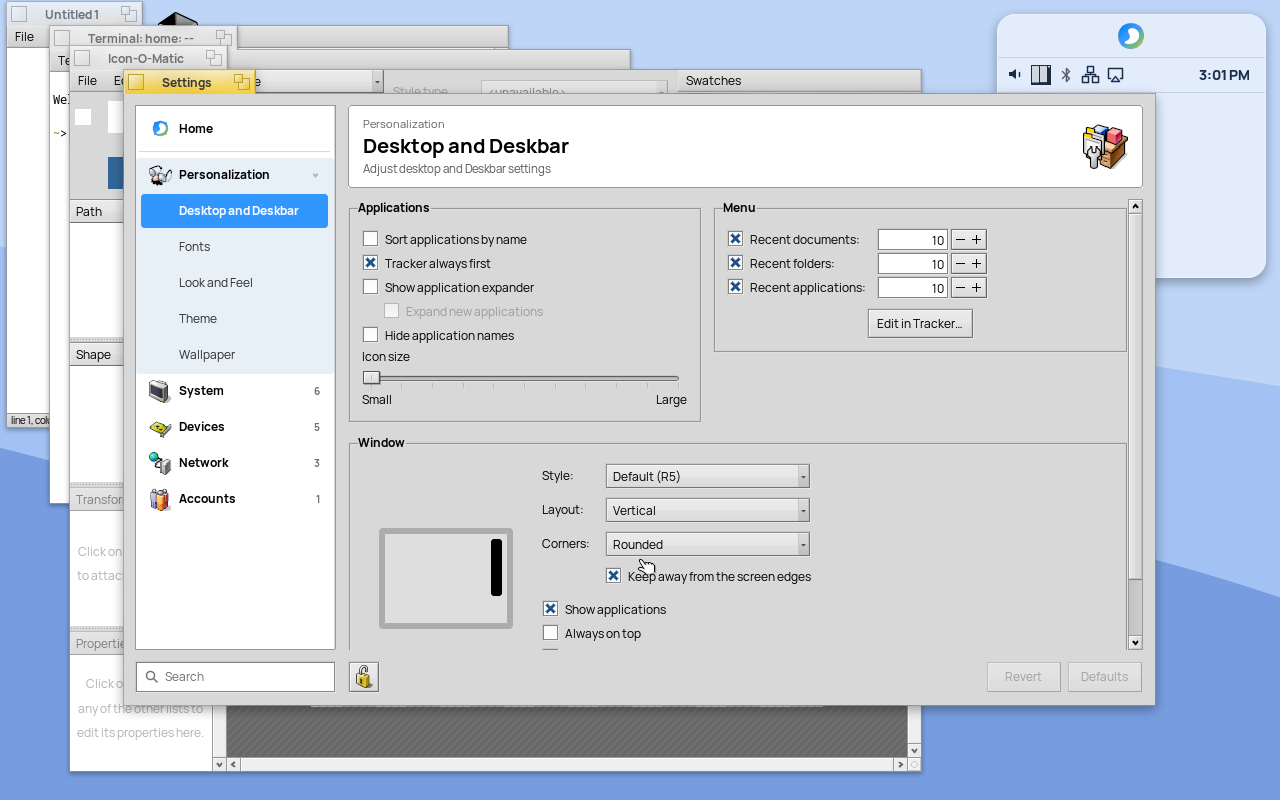 Untitled 1
File
Terminal: home: --
Icon-O-Matic
File
Settings
Style type
<unavailable>
Swatches
3:01 PM
~>
Home
Personalization
Desktop and Deskbar
Fonts
Look and Feel
Theme
Wallpaper
System 6
Devices 5
Network 3
Accounts 1
Search
Path
Shape
line 1,
Click on
to attac
any of the other lists to
edit its properties here.
Personalization
Desktop and Deskbar
Adjust desktop and Deskbar settings
Applications
Sort applications by name
Tracker always first
Show application expander
Expand new applications
Hide application names
Icon size
Small Large
Menu
Recent documents: 10
Recent folders: 10
Recent applications: 10
Edit in Tracker...
Window
Style: Default (R5)
Layout: Vertical
Corners: Rounded
Keep away from the screen edges
Show applications
Always on top
Revert
Defaults